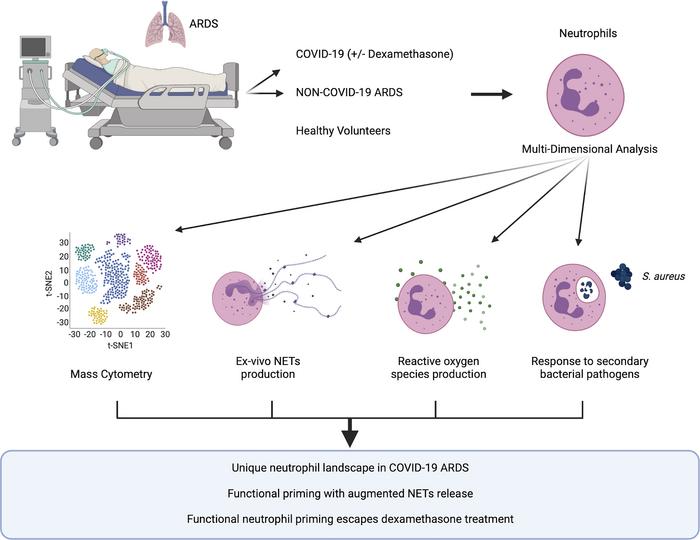 ARDS
COVID-19 (+/- Dexamethasone)
NON-COVID-19 ARDS
Healthy Volunteers
Neutrophils
Multi-Dimensional Analysis
t-SNE2
30
20
10
0
-10
-20
-30
-30 -20 -10 0 10 20 30
t-SNE1
Mass Cytometry
Ex-vivo NETs
production
Reactive oxygen
species production
S. aureus
Response to secondary
bacterial pathogens
Unique neutrophil landscape in COVID-19 ARDS
Functional priming with augmented NETs release
Functional neutrophil priming escapes dexamethasone treatment